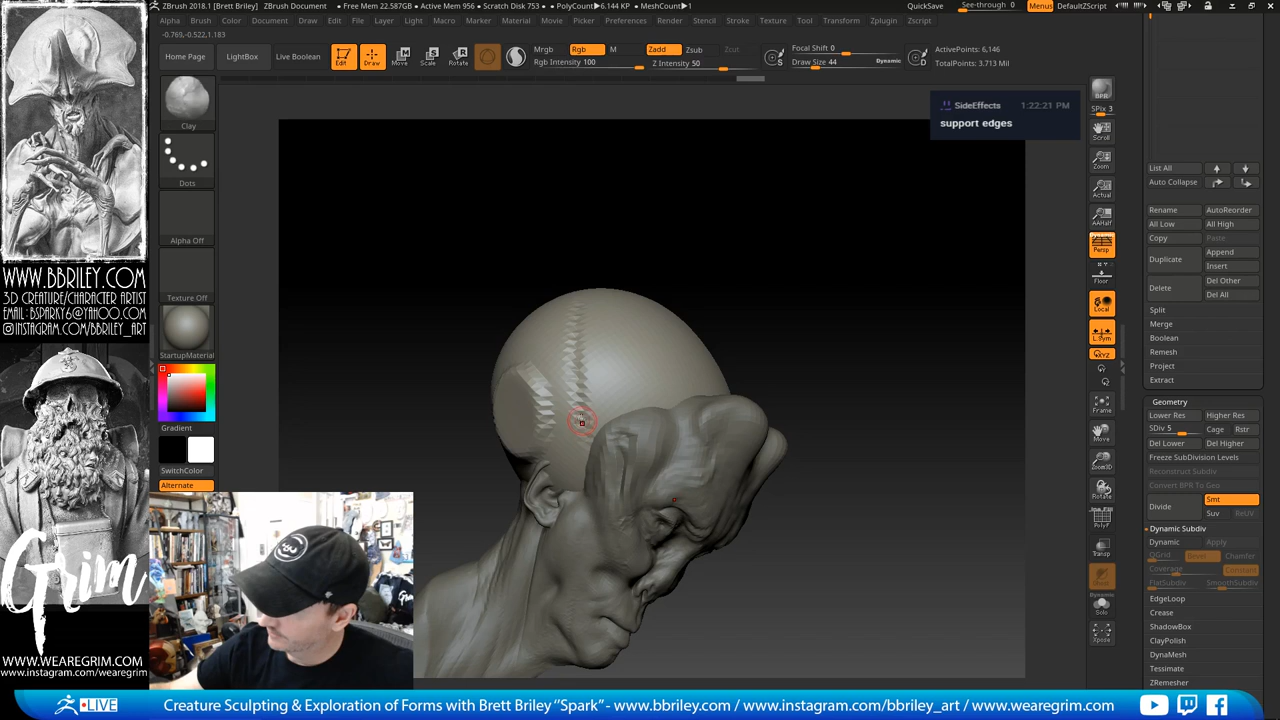 ZBrush 2018.1 [Brett Briley]
ZBrush Document
• Free Mem 22.587GB • Active Mem 956 • Scratch Disk 753 • PolyCount▸6.144 KP • MeshCount▸1
QuickSave
See-through 0
Menus
DefaultZScript
Alpha Brush Color Document Draw Edit File Layer Light Macro Marker Material Movie Picker Preferences Render Stencil Stroke Texture Tool Transform Zplugin Zscript
-0.769,-0.522,1.183
Home Page
LightBox
Live Boolean
Edit
Draw
Move
Scale
Rotate
Mrgb
Rgb
M
Rgb Intensity 100
Zadd
Zsub
Zcut
Z Intensity 50
S
Focal Shift 0
Draw Size 44
Dynamic
D
ActivePoints: 6,146
TotalPoints: 3.713 Mil
SideEffects 1:22:21 PM
support edges
Clay
Dots
Alpha Off
Texture Off
StartupMaterial
Gradient
SwitchColor
Alternate
BPR
SPix 3
Scroll
Zoom
Actual
AAHalf
Dynamic
Persp
Floor
Local
L.Sym
XYZ
Frame
Move
Zoom3D
Rotate
Line Fill
PolyF
Transp
Ghost
Dynamic
Solo
Xpose
List All
Auto Collapse
Rename AutoReorder
All Low All High
Copy Paste
Duplicate Append
Insert
Delete Del Other
Del All
Split
Merge
Boolean
Remesh
Project
Extract
Geometry
Lower Res Higher Res
SDiv 5 Cage Rstr
Del Lower Del Higher
Freeze SubDivision Levels
Reconstruct Subdiv
Convert BPR To Geo
Divide Smt
Suv ReUV
Dynamic Subdiv
Dynamic Apply
QGrid Bevel Chamfer
Coverage Constant
FlatSubdiv SmoothSubdiv
EdgeLoop
Crease
ShadowBox
ClayPolish
DynaMesh
Tessimate
ZRemesher
WWW.BBRILEY.COM
3D CREATURE/CHARACTER ARTIST
EMAIL:BSPARKY6@YAHOO.COM
INSTAGRAM.COM/BBRILEY_ART
Grim
WWW.WEAREGRIM.COM
www.instagram.com/wearegrim
LIVE
Creature Sculpting & Exploration of Forms with Brett Briley “Spark” - www.bbriley.com / www.instagram.com/bbriley_art / www.wearegrim.com